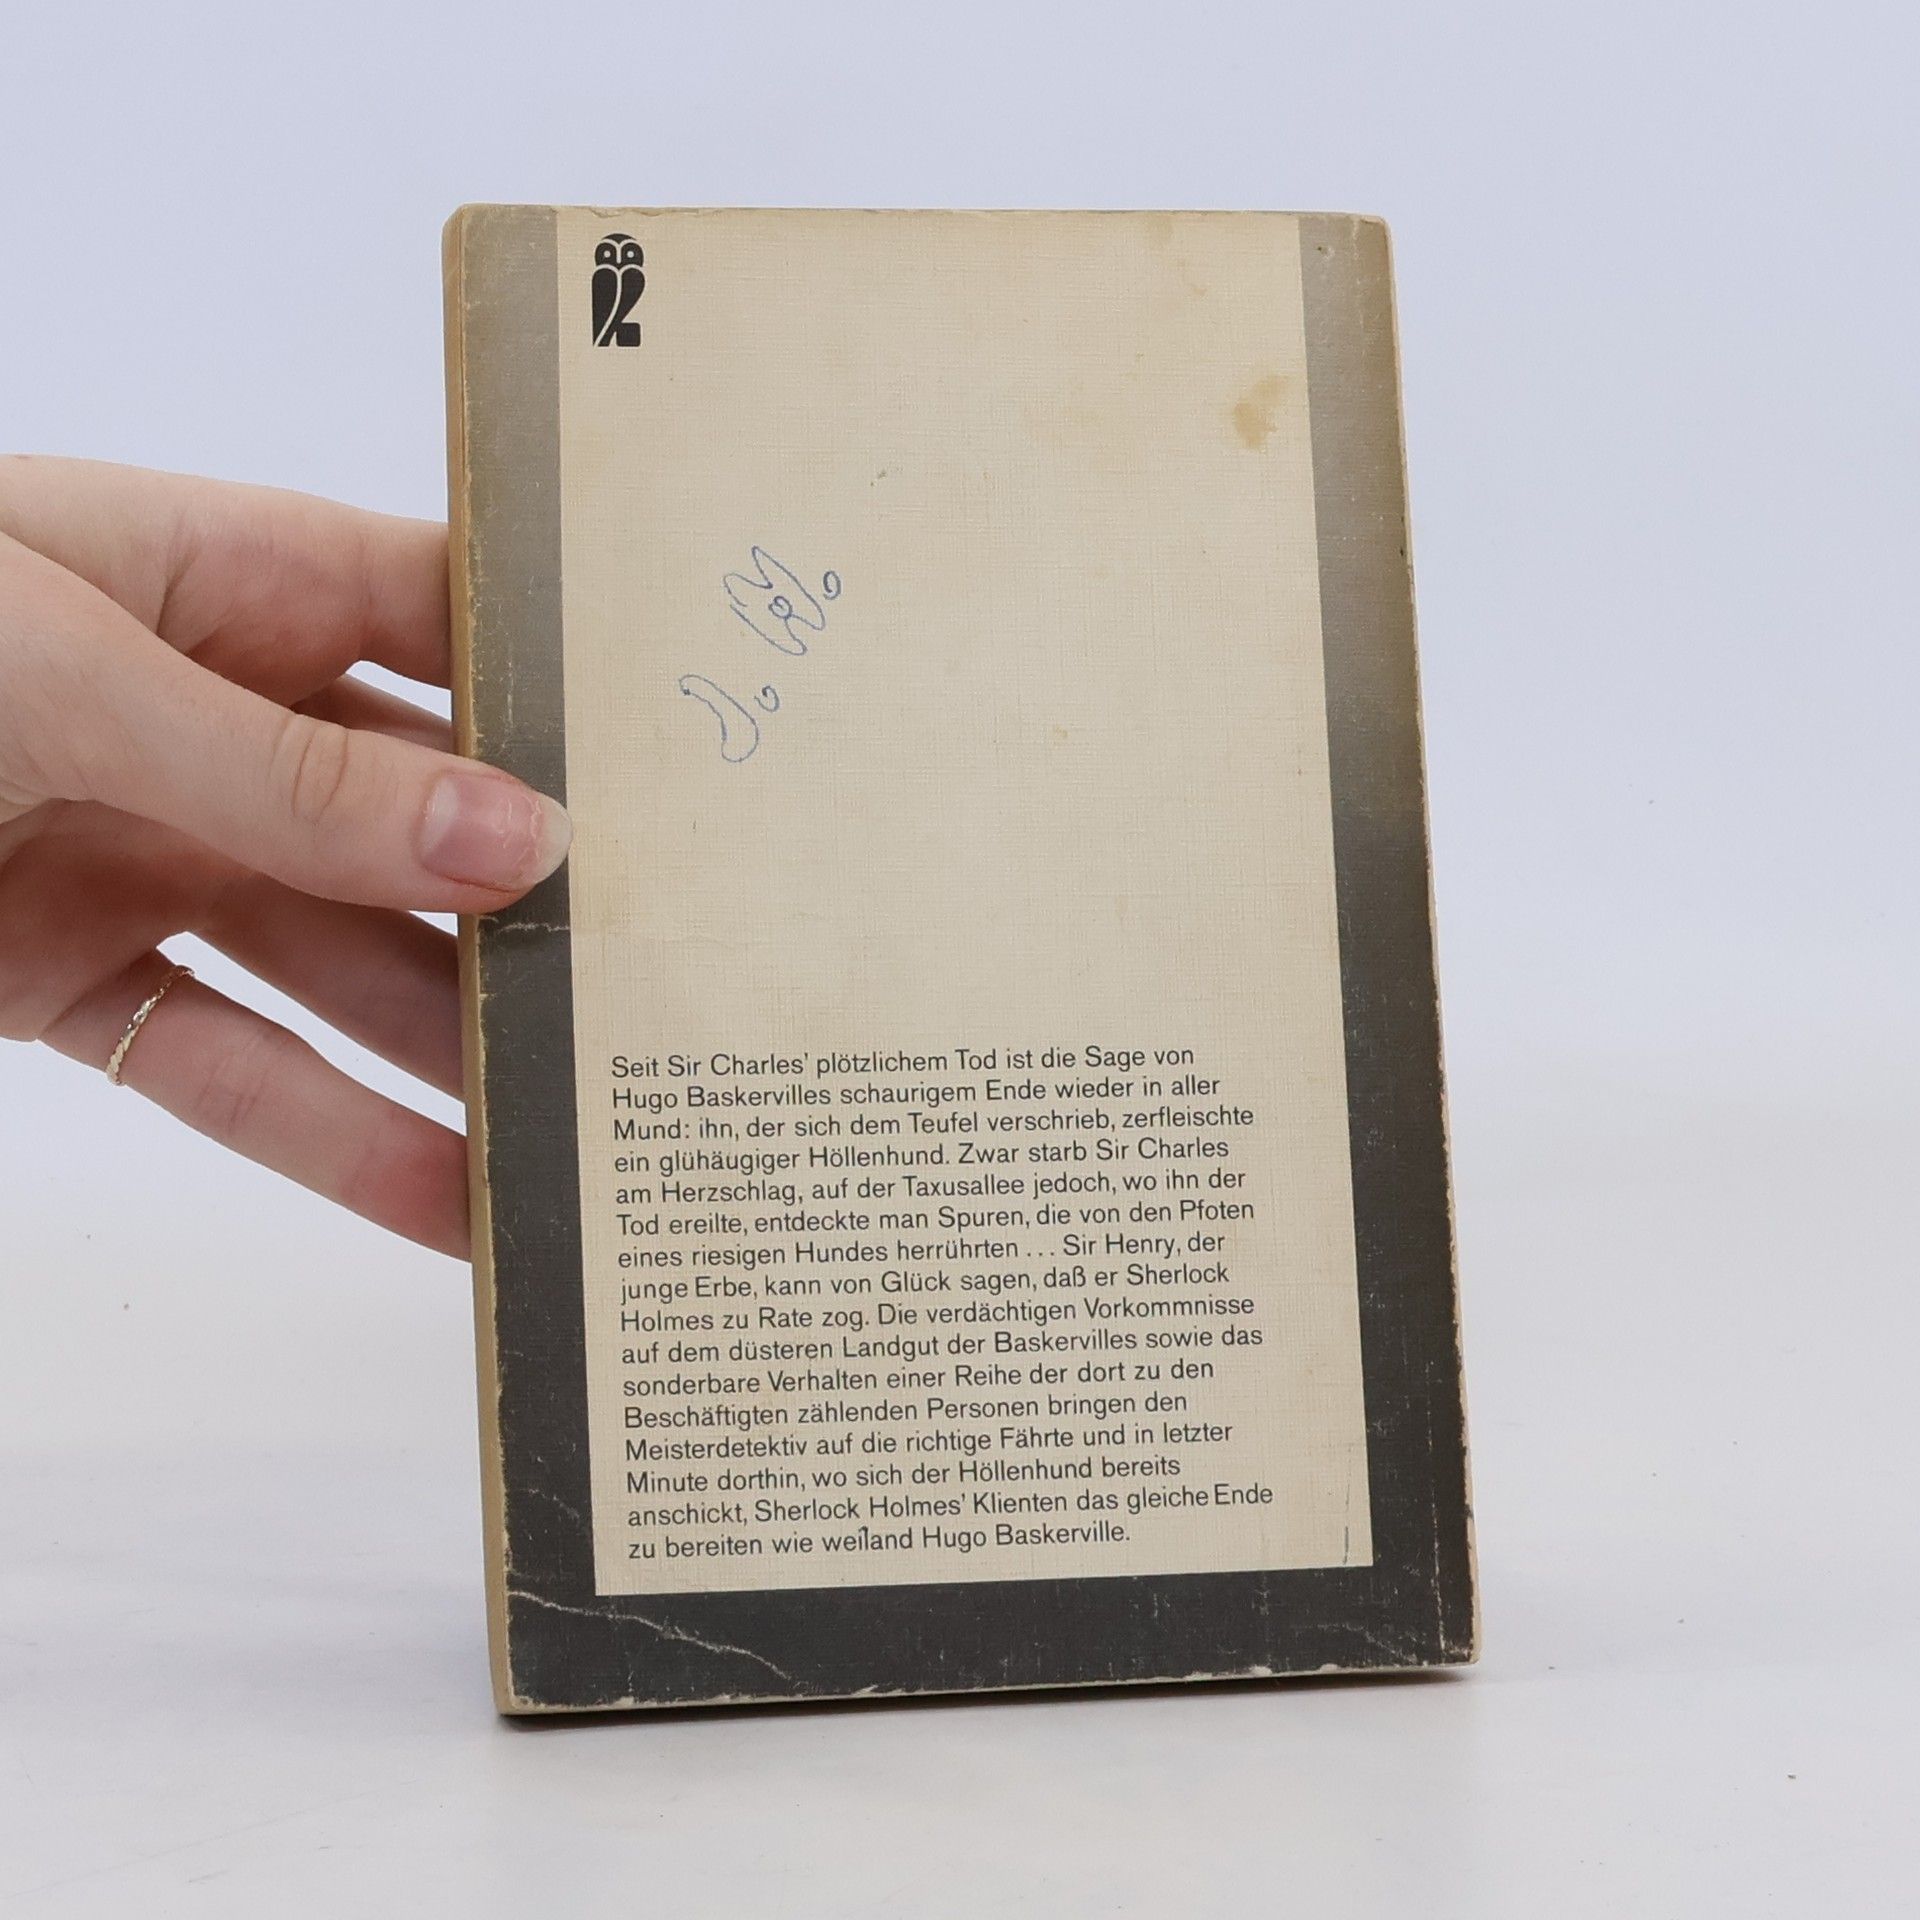 Seit Sir Charles' plötzlichem Tod ist die Sage von
Hugo Baskervilles schaurigem Ende wieder in aller
Mund: ihn, der sich dem Teufel verschrieb, zerfleischte
ein glühäugiger Höllenhund. Zwar starb Sir Charles
am Herzschlag, auf der Taxusallee jedoch, wo ihn der
Tod ereilte, entdeckte man Spuren, die von den Pfoten
eines riesigen Hundes herrührten ... Sir Henry, der
junge Erbe, kann von Glück sagen, daß er Sherlock
Holmes zu Rate zog. Die verdächtigen Vorkommnisse
auf dem düsteren Landgut der Baskervilles sowie das
sonderbare Verhalten einer Reihe der dort zu den
Beschäftigten zählenden Personen bringen den
Meisterdetektiv auf die richtige Fährte und in letzter
Minute dorthin, wo sich der Höllenhund bereits
anschickt, Sherlock Holmes' Klienten das gleiche Ende
zu bereiten wie weiland Hugo Baskerville.